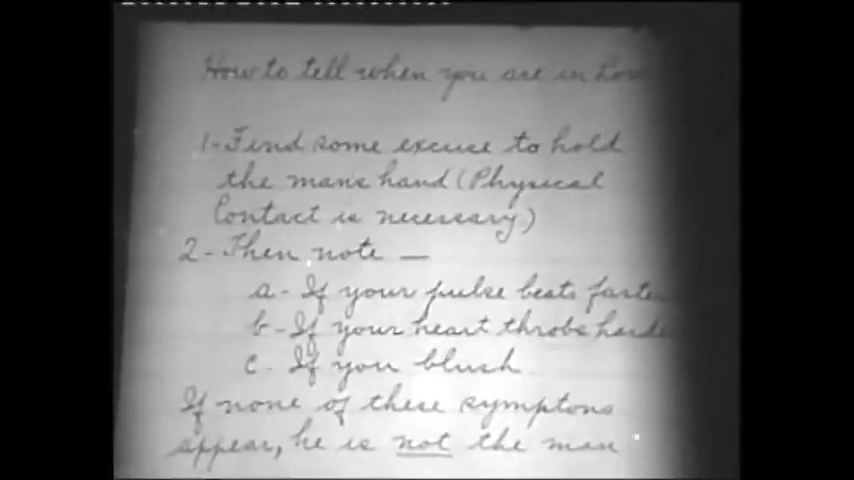 How to tell when you are in Love
1- Find some excuse to hold
the mans hand (Physical
Contact is necessary)
2- Then note —
a - If your pulse beats faster
b - If your heart throbs harder
c - If you blush.
If none of these symptons
appear, he is not the man